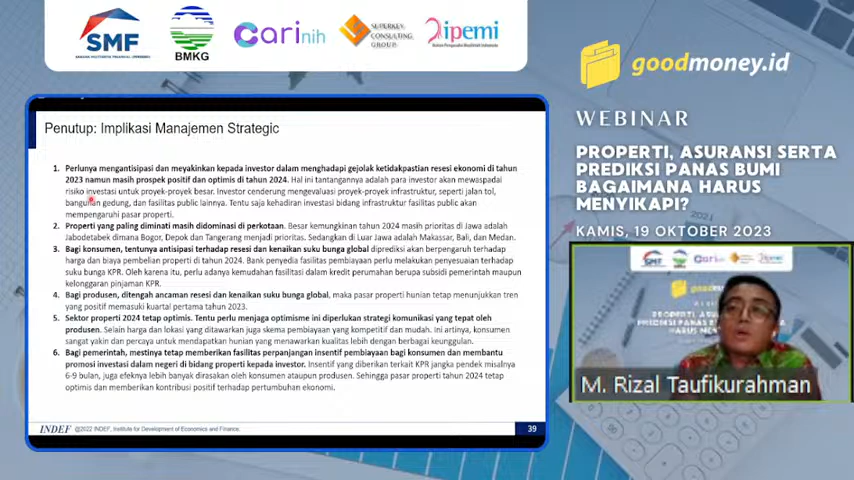 SMF
BMKG
Carinih
SUPERKEY
CONSULTING
GROUP
Dipemi
goodmoney.id
WEBINAR
PROPERTI, ASURANSI SERTA
PREDIKSI PANAS BUMI
BAGAIMANA HARUS
MENYIKAPI?
KAMIS, 19 OKTOBER 2023
Penutup: Implikasi Manajemen Strategic
1. Perlunya mengantisipasi dan meyakinkan kepada investor dalam menghadapi gejolak ketidakpastian resesi ekonomi di tahun
2023 namun masih prospek positif dan optimis di tahun 2024. Hal ini tantangannya adalah para investor akan mewaspadai
risiko investasi untuk proyek-proyek besar. Investor cenderung mengevaluasi proyek-proyek infrastruktur, seperti jalan tol,
bangunan gedung, dan fasilitas public lainnya. Tentu saja kehadiran investasi bidang infrastruktur fasilitas public akan
mempengaruhi pasar properti.
2. Properti yang paling diminati masih didominasi di perkotaan. Besar kemungkinan tahun 2024 masih prioritas di Jawa adalah
Jabodetabek dimana Bogor, Depok dan Tangerang menjadi prioritas. Sedangkan di Luar Jawa adalah Makassar, Bali, dan Medan.
3. Bagi konsumen, tentunya antisipasi terhadap resesi dan kenaikan suku bunga global diprediksi akan berpengaruh terhadap
harga dan biaya pembelian properti di tahun 2024. Bank penyedia fasilitas pembiayaan perlu melakukan penyesuaian terhadap
suku bunga KPR. Oleh karena itu, perlu adanya kemudahan fasilitasi dalam kredit perumahan berupa subsidi pemerintah maupun
kelonggaran pinjaman KPR.
4. Bagi produsen, ditengah ancaman resesi dan kenaikan suku bunga global, maka pasar properti hunian tetap menunjukkan tren
yang positif memasuki kuartal pertama tahun 2023.
5. Sektor properti 2024 tetap optimis. Tentu perlu menjaga optimisme ini diperlukan strategi komunikasi yang tepat oleh
produsen. Selain harga dan lokasi yang ditawarkan juga skema pembiayaan yang kompetitif dan mudah. Ini artinya, konsumen
sangat yakin dan percaya untuk mendapatkan hunian yang menawarkan kualitas lebih dengan berbagai keunggulan.
6. Bagi pemerintah, mestinya tetap memberikan fasilitas perpanjangan insentif pembiayaan bagi konsumen dan membantu
promosi investasi dalam negeri di bidang properti kepada investor. Insentif yang diberikan terkait KPR jangka pendek misalnya
6-9 bulan, juga efeknya lebih banyak dirasakan oleh konsumen ataupun produsen. Sehingga pasar properti tahun 2024 tetap
optimis dan memberikan kontribusi positif terhadap pertumbuhan ekonomi.
INDEF @2022 INDEF, Institute for Development of Economics and Finance.
39
M. Rizal Taufikurahman